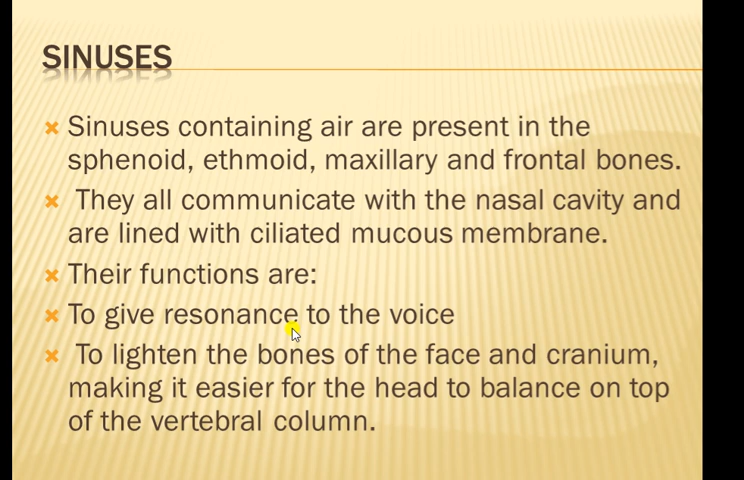 SINUSES
Sinuses containing air are present in the
sphenoid, ethmoid, maxillary and frontal bones.
They all communicate with the nasal cavity and
are lined with ciliated mucous membrane.
Their functions are:
To give resonance to the voice
To lighten the bones of the face and cranium,
making it easier for the head to balance on top
of the vertebral column.